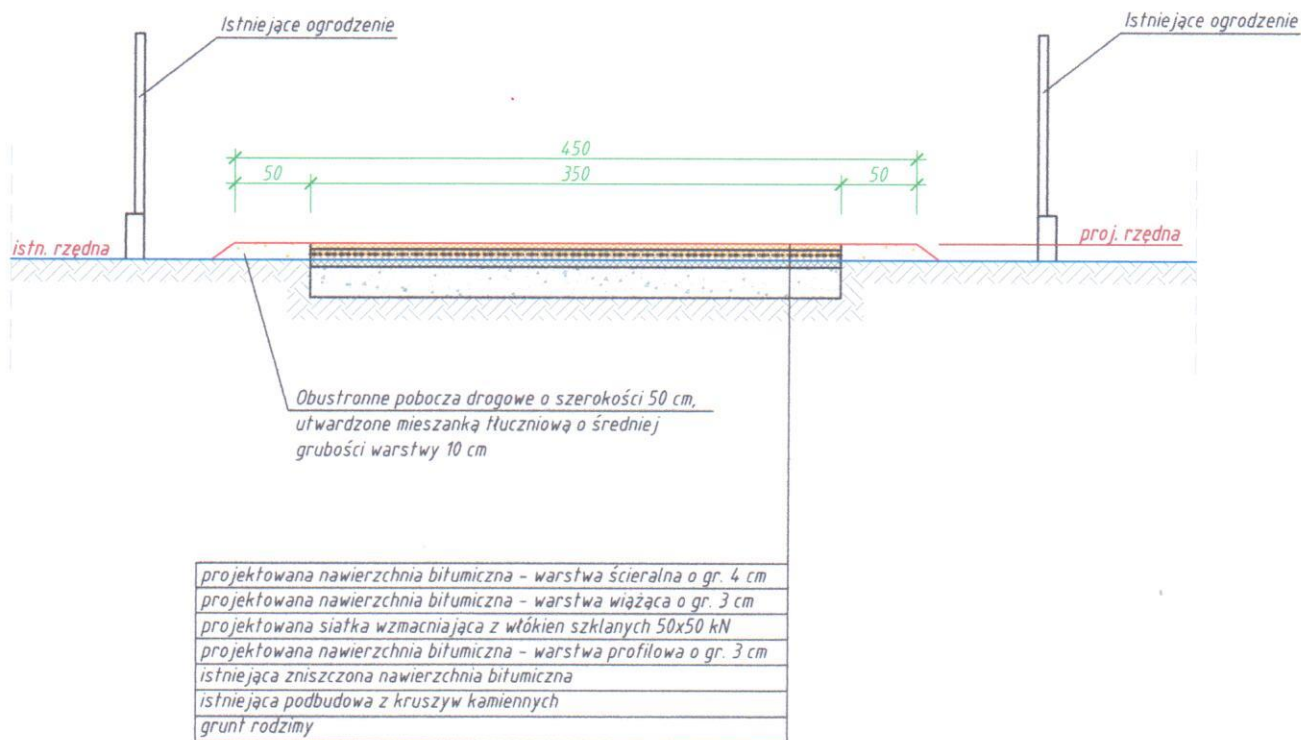 Istniejące ogrodzenie
Istniejące ogrodzenie
450
50
350
50
istn. rzędna
proj. rzędna
Obustronne pobocza drogowe o szerokości 50 cm,
utwardzone mieszanką tłuczniową o średniej
grubości warstwy 10 cm
projektowana nawierzchnia bitumiczna - warstwa ścieralna o gr. 4 cm
projektowana nawierzchnia bitumiczna - warstwa wiążąca o gr. 3 cm
projektowana siatka wzmacniająca z włókien szklanych 50x50 kN
projektowana nawierzchnia bitumiczna - warstwa profilowa o gr. 3 cm
istniejąca zniszczona nawierzchnia bitumiczna
istniejąca podbudowa z kruszyw kamiennych
grunt rodzimy